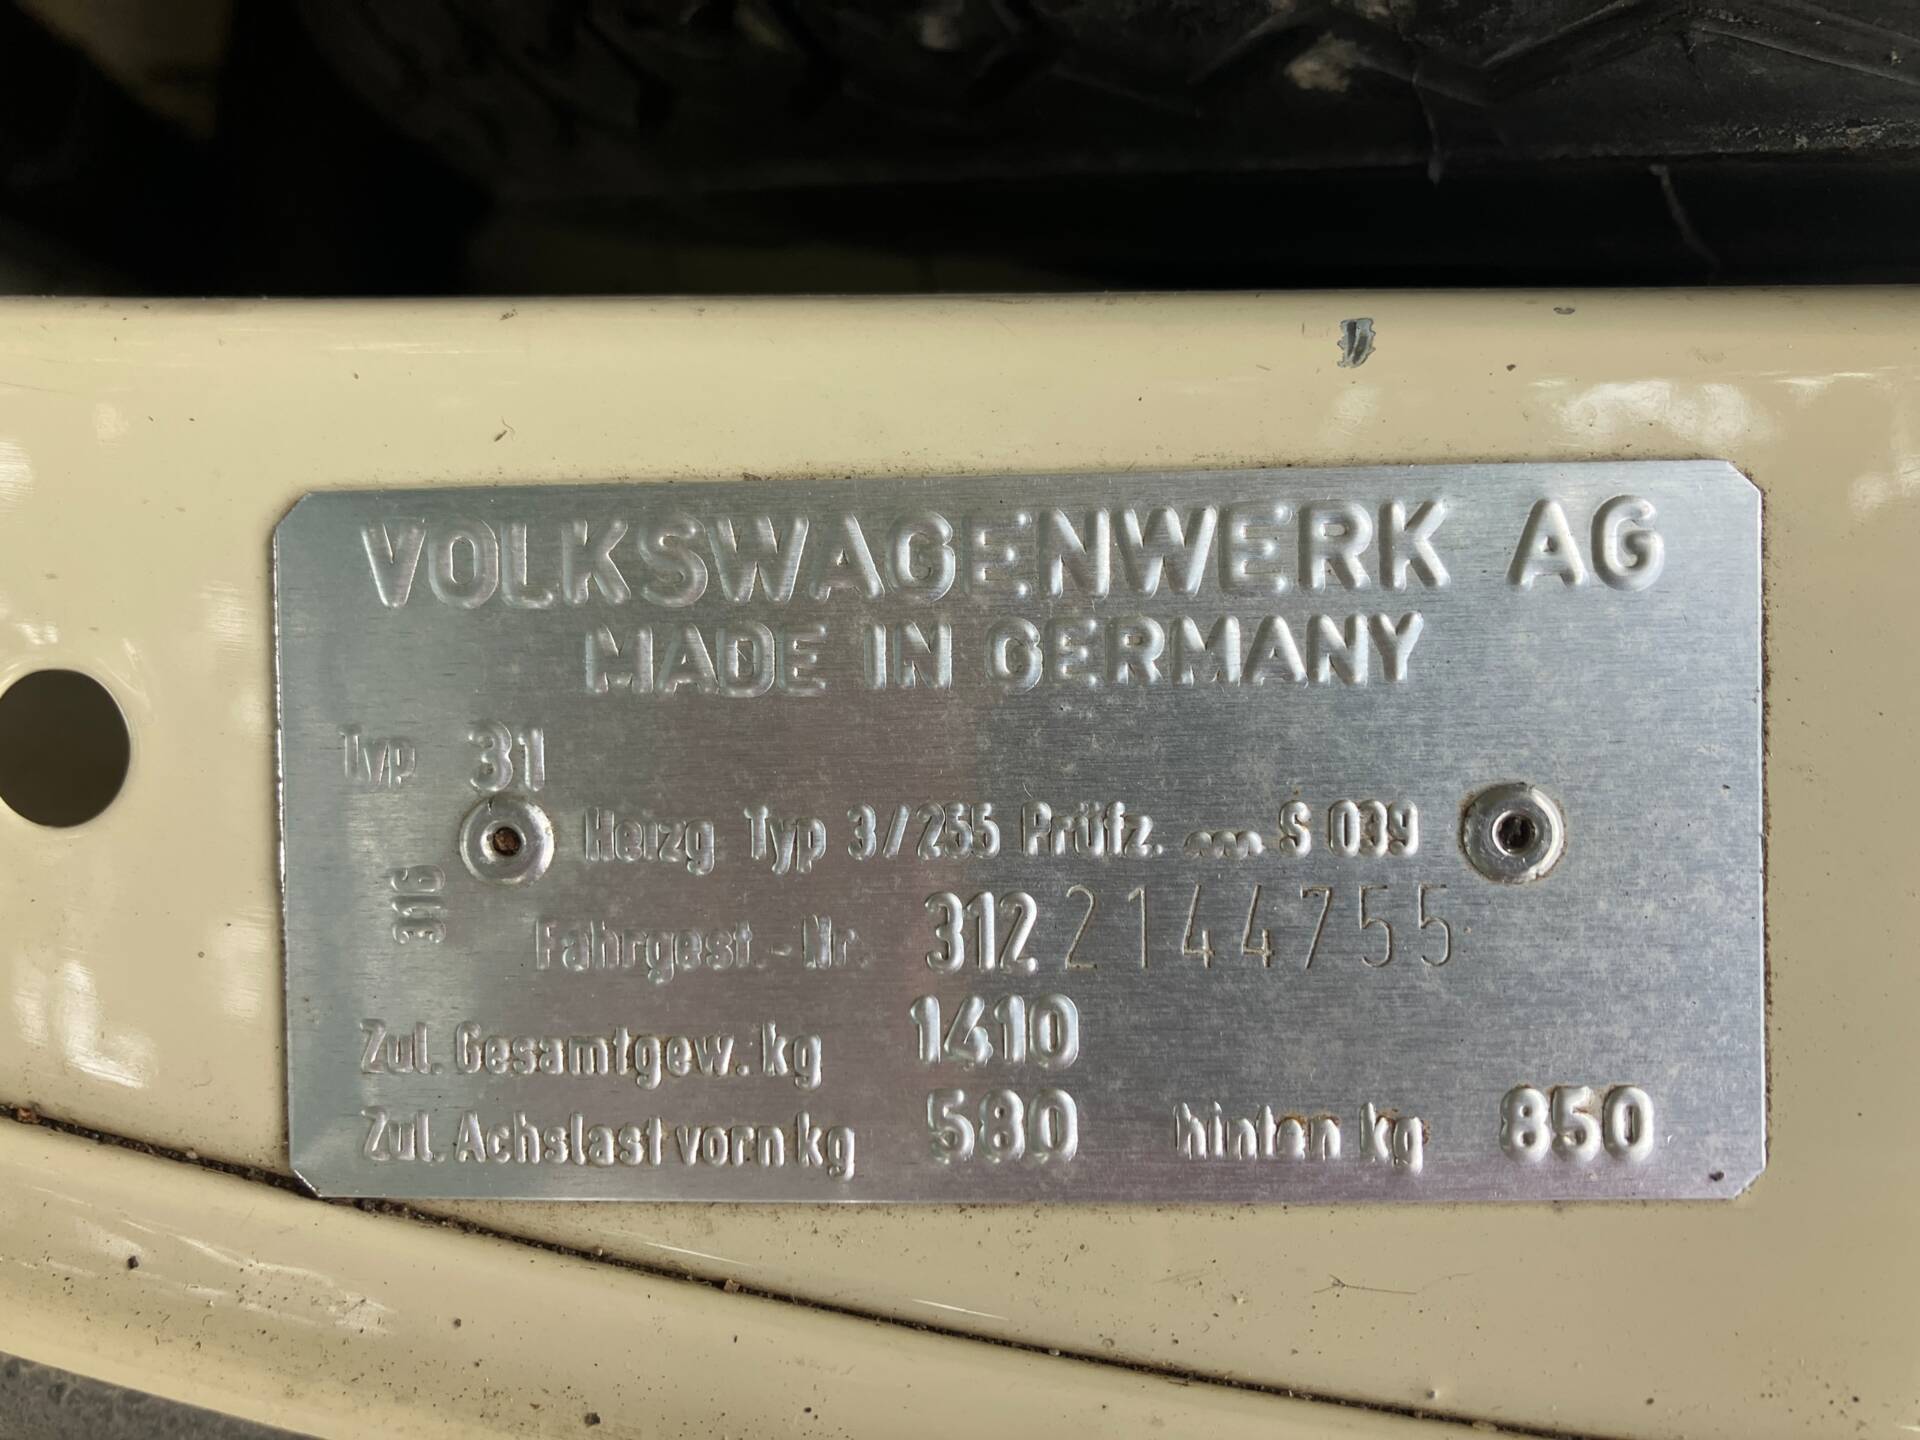 VOLKSWAGENWERK AG
MADE IN GERMANY
Typ 31
Heizg Typ 3/255 Prüfz. S 039
316
Fahrgest.-Nr. 312 2144755
Zul. Gesamtgew. kg 1410
Zul. Achslast vorn kg 580 hinten kg 850